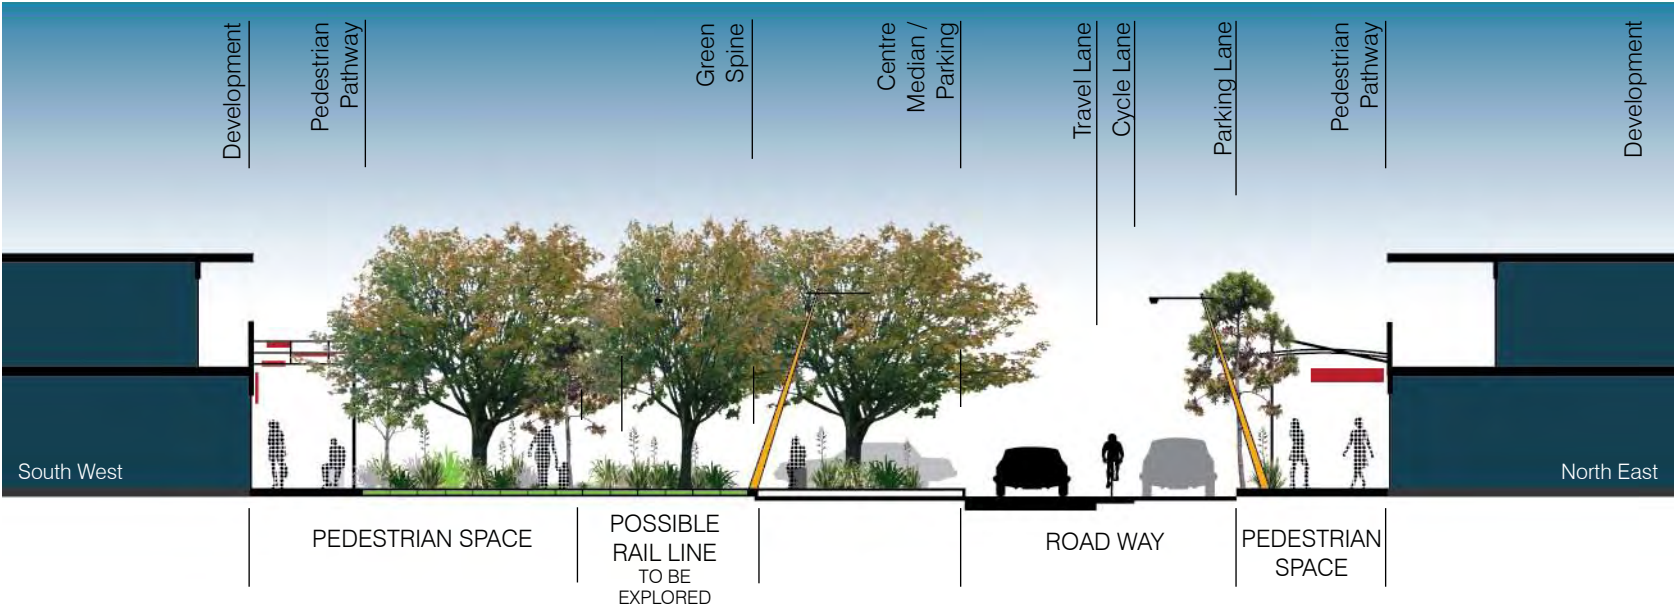 Development
Pedestrian
Pathway
Green
Spine
Centre
Median /
Parking
Travel Lane
Cycle Lane
Parking Lane
Pedestrian
Pathway
Development
South West
North East
PEDESTRIAN SPACE
POSSIBLE
RAIL LINE
TO BE
EXPLORED
ROAD WAY
PEDESTRIAN
SPACE